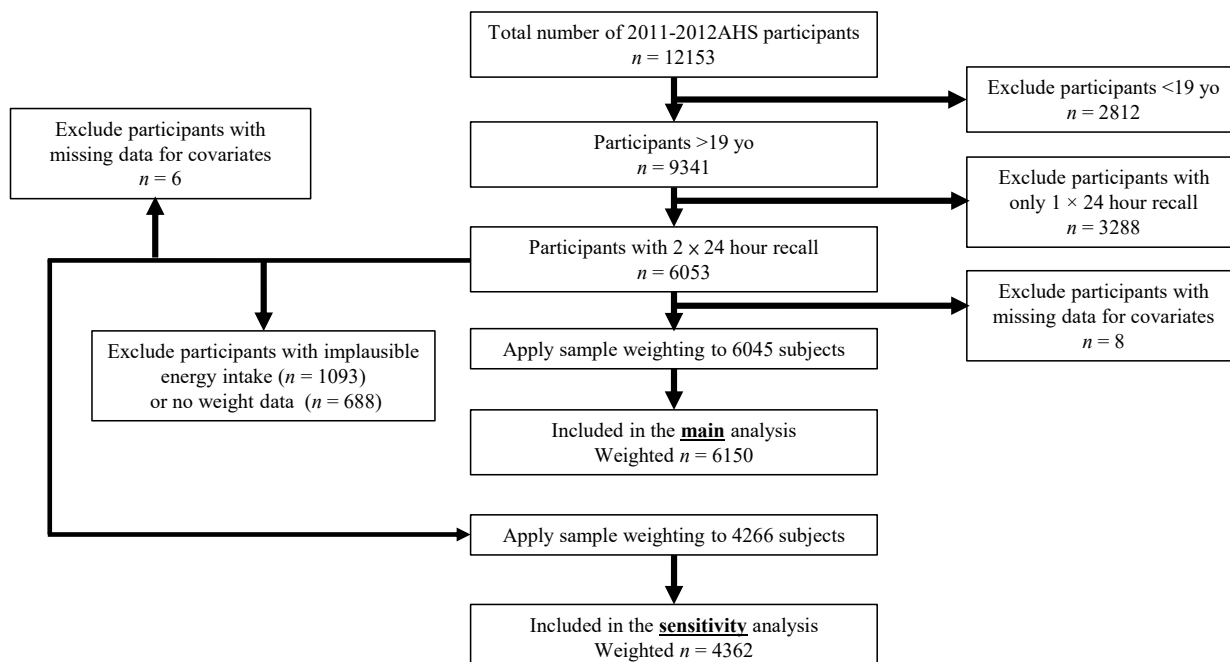 Total number of 2011-2012AHS participants
n = 12153
Exclude participants <19 yo
n = 2812
Exclude participants with
missing data for covariates
n = 6
Participants >19 yo
n = 9341
Exclude participants with
only 1 × 24 hour recall
n = 3288
Participants with 2 × 24 hour recall
n = 6053
Exclude participants with
missing data for covariates
n = 8
Exclude participants with implausible
energy intake (n = 1093)
or no weight data (n = 688)
Apply sample weighting to 6045 subjects
Included in the main analysis
Weighted n = 6150
Apply sample weighting to 4266 subjects
Included in the sensitivity analysis
Weighted n = 4362